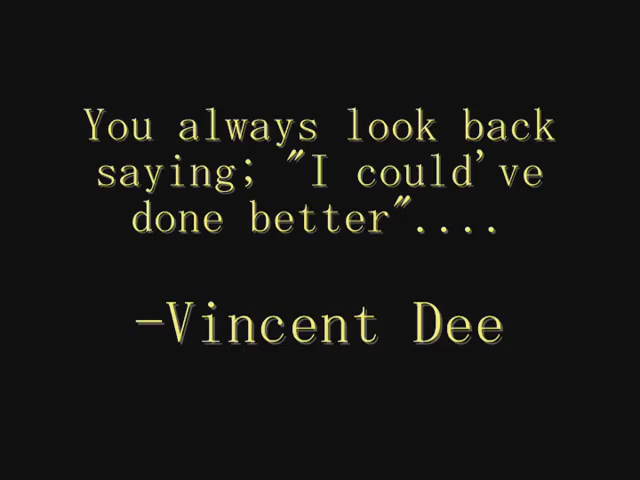 You always look back
saying; "I could've
done better"....
-Vincent Dee